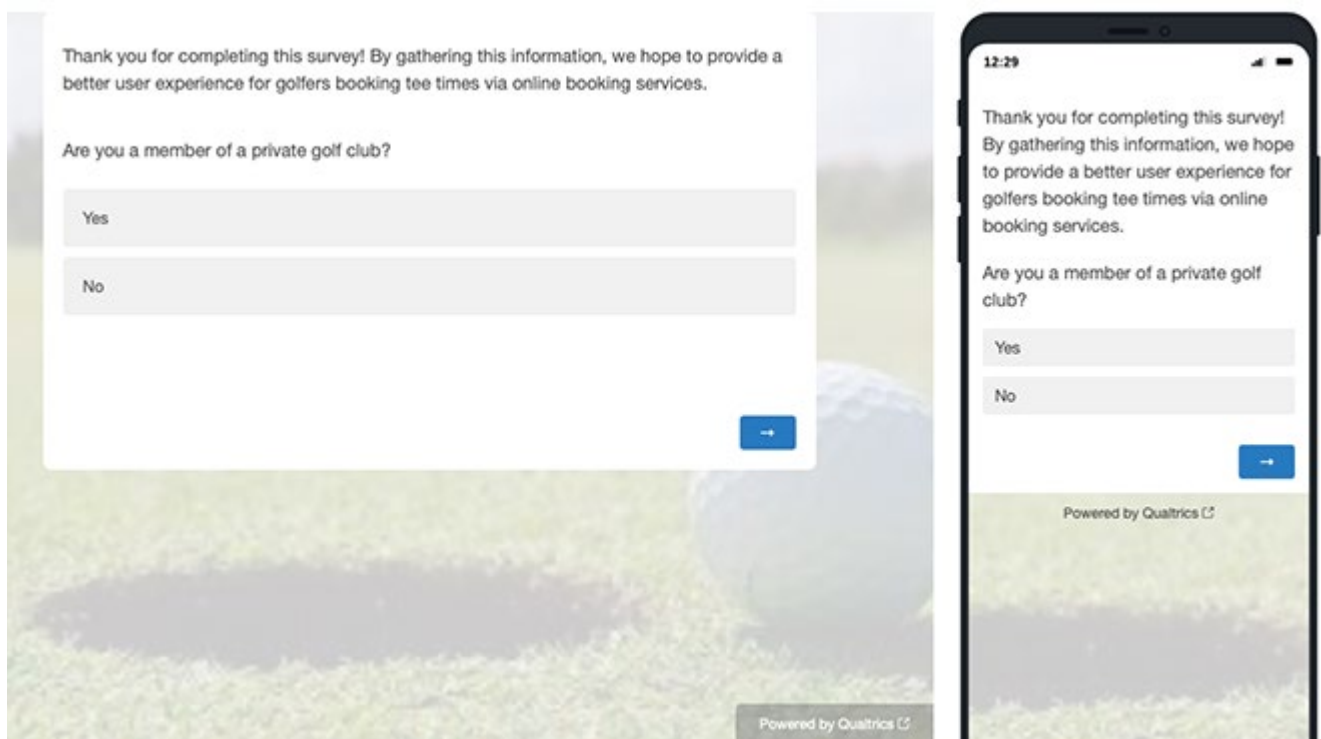 Thank you for completing this survey! By gathering this information, we hope to provide a
better user experience for golfers booking tee times via online booking services.
Are you a member of a private golf club?
Yes
No
→
Powered by Qualtrics
12:29
Thank you for completing this survey!
By gathering this information, we hope
to provide a better user experience for
golfers booking tee times via online
booking services.
Are you a member of a private golf
club?
Yes
No
→
Powered by Qualtrics